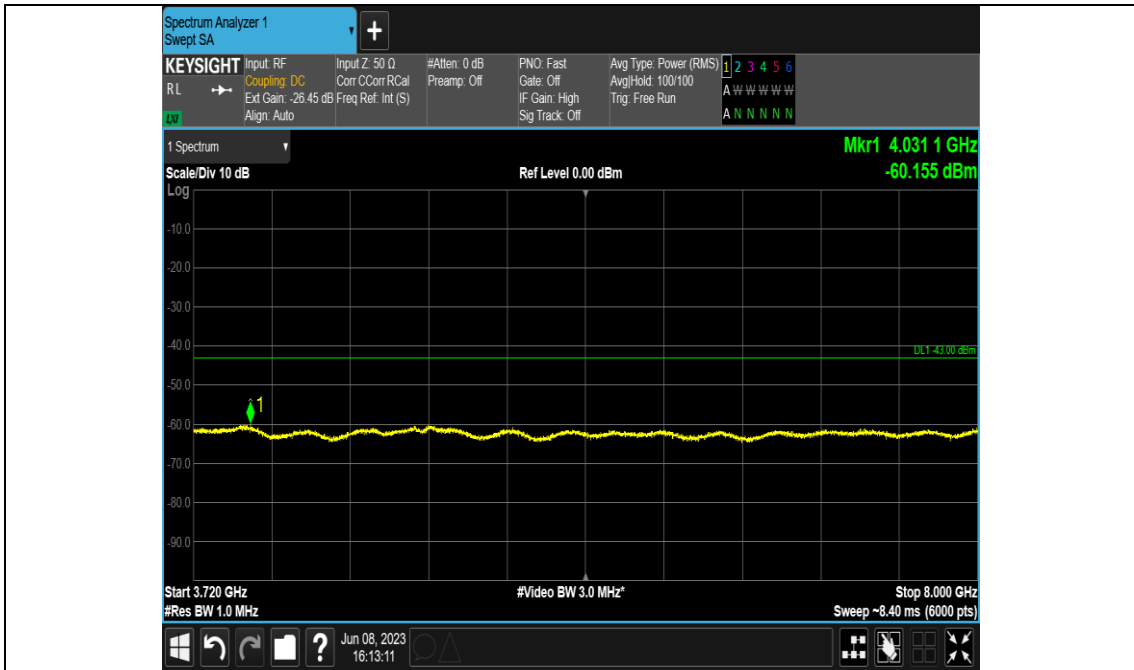 Spectrum Analyzer 1
Swept SA
+
KEYSIGHT Input: RF Input Z: 50 Ω #Atten: 0 dB PNO: Fast Avg Type: Power (RMS) 1 2 3 4 5 6
RL Coupling: DC Corr CCorr RCal Preamp: Off Gate: Off Avg|Hold: 100/100 A W W W W W
Ext Gain: -26.45 dB Freq Ref: Int (S) IF Gain: High Trig: Free Run
LXI Align: Auto Sig Track: Off A N N N N N
1 Spectrum Mkr1 4.031 1 GHz
Scale/Div 10 dB Ref Level 0.00 dBm -60.155 dBm
Log
-10.0
-20.0
-30.0
-40.0
DL1 -43.00 dBm
-50.0
1
-60.0
-70.0
-80.0
-90.0
Start 3.720 GHz #Video BW 3.0 MHz* Stop 8.000 GHz
#Res BW 1.0 MHz Sweep ~8.40 ms (6000 pts)
? Jun 08, 2023
16:13:11